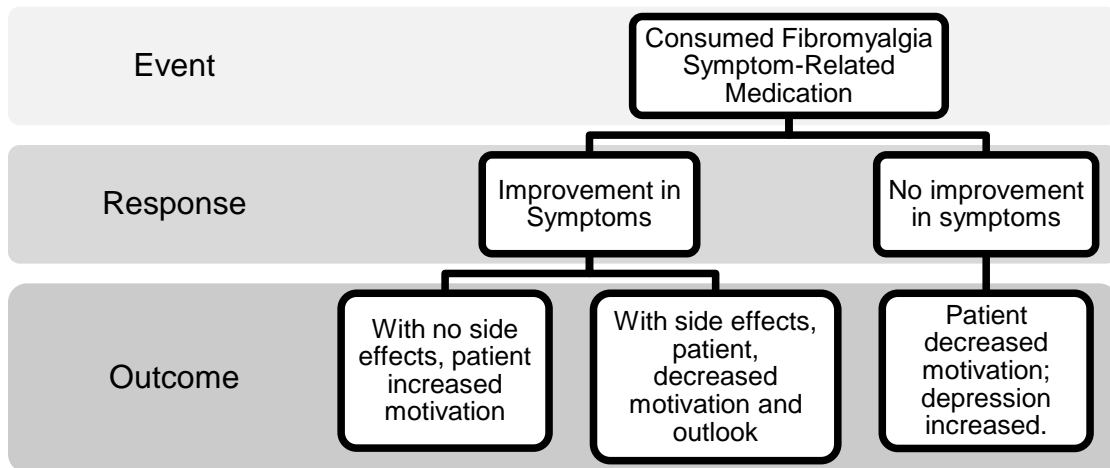 Event
Consumed Fibromyalgia
Symptom-Related
Medication
Response
Improvement in
Symptoms
No improvement
in symptoms
Outcome
With no side
effects, patient
increased
motivation
With side effects,
patient,
decreased
motivation and
outlook
Patient
decreased
motivation;
depression
increased.